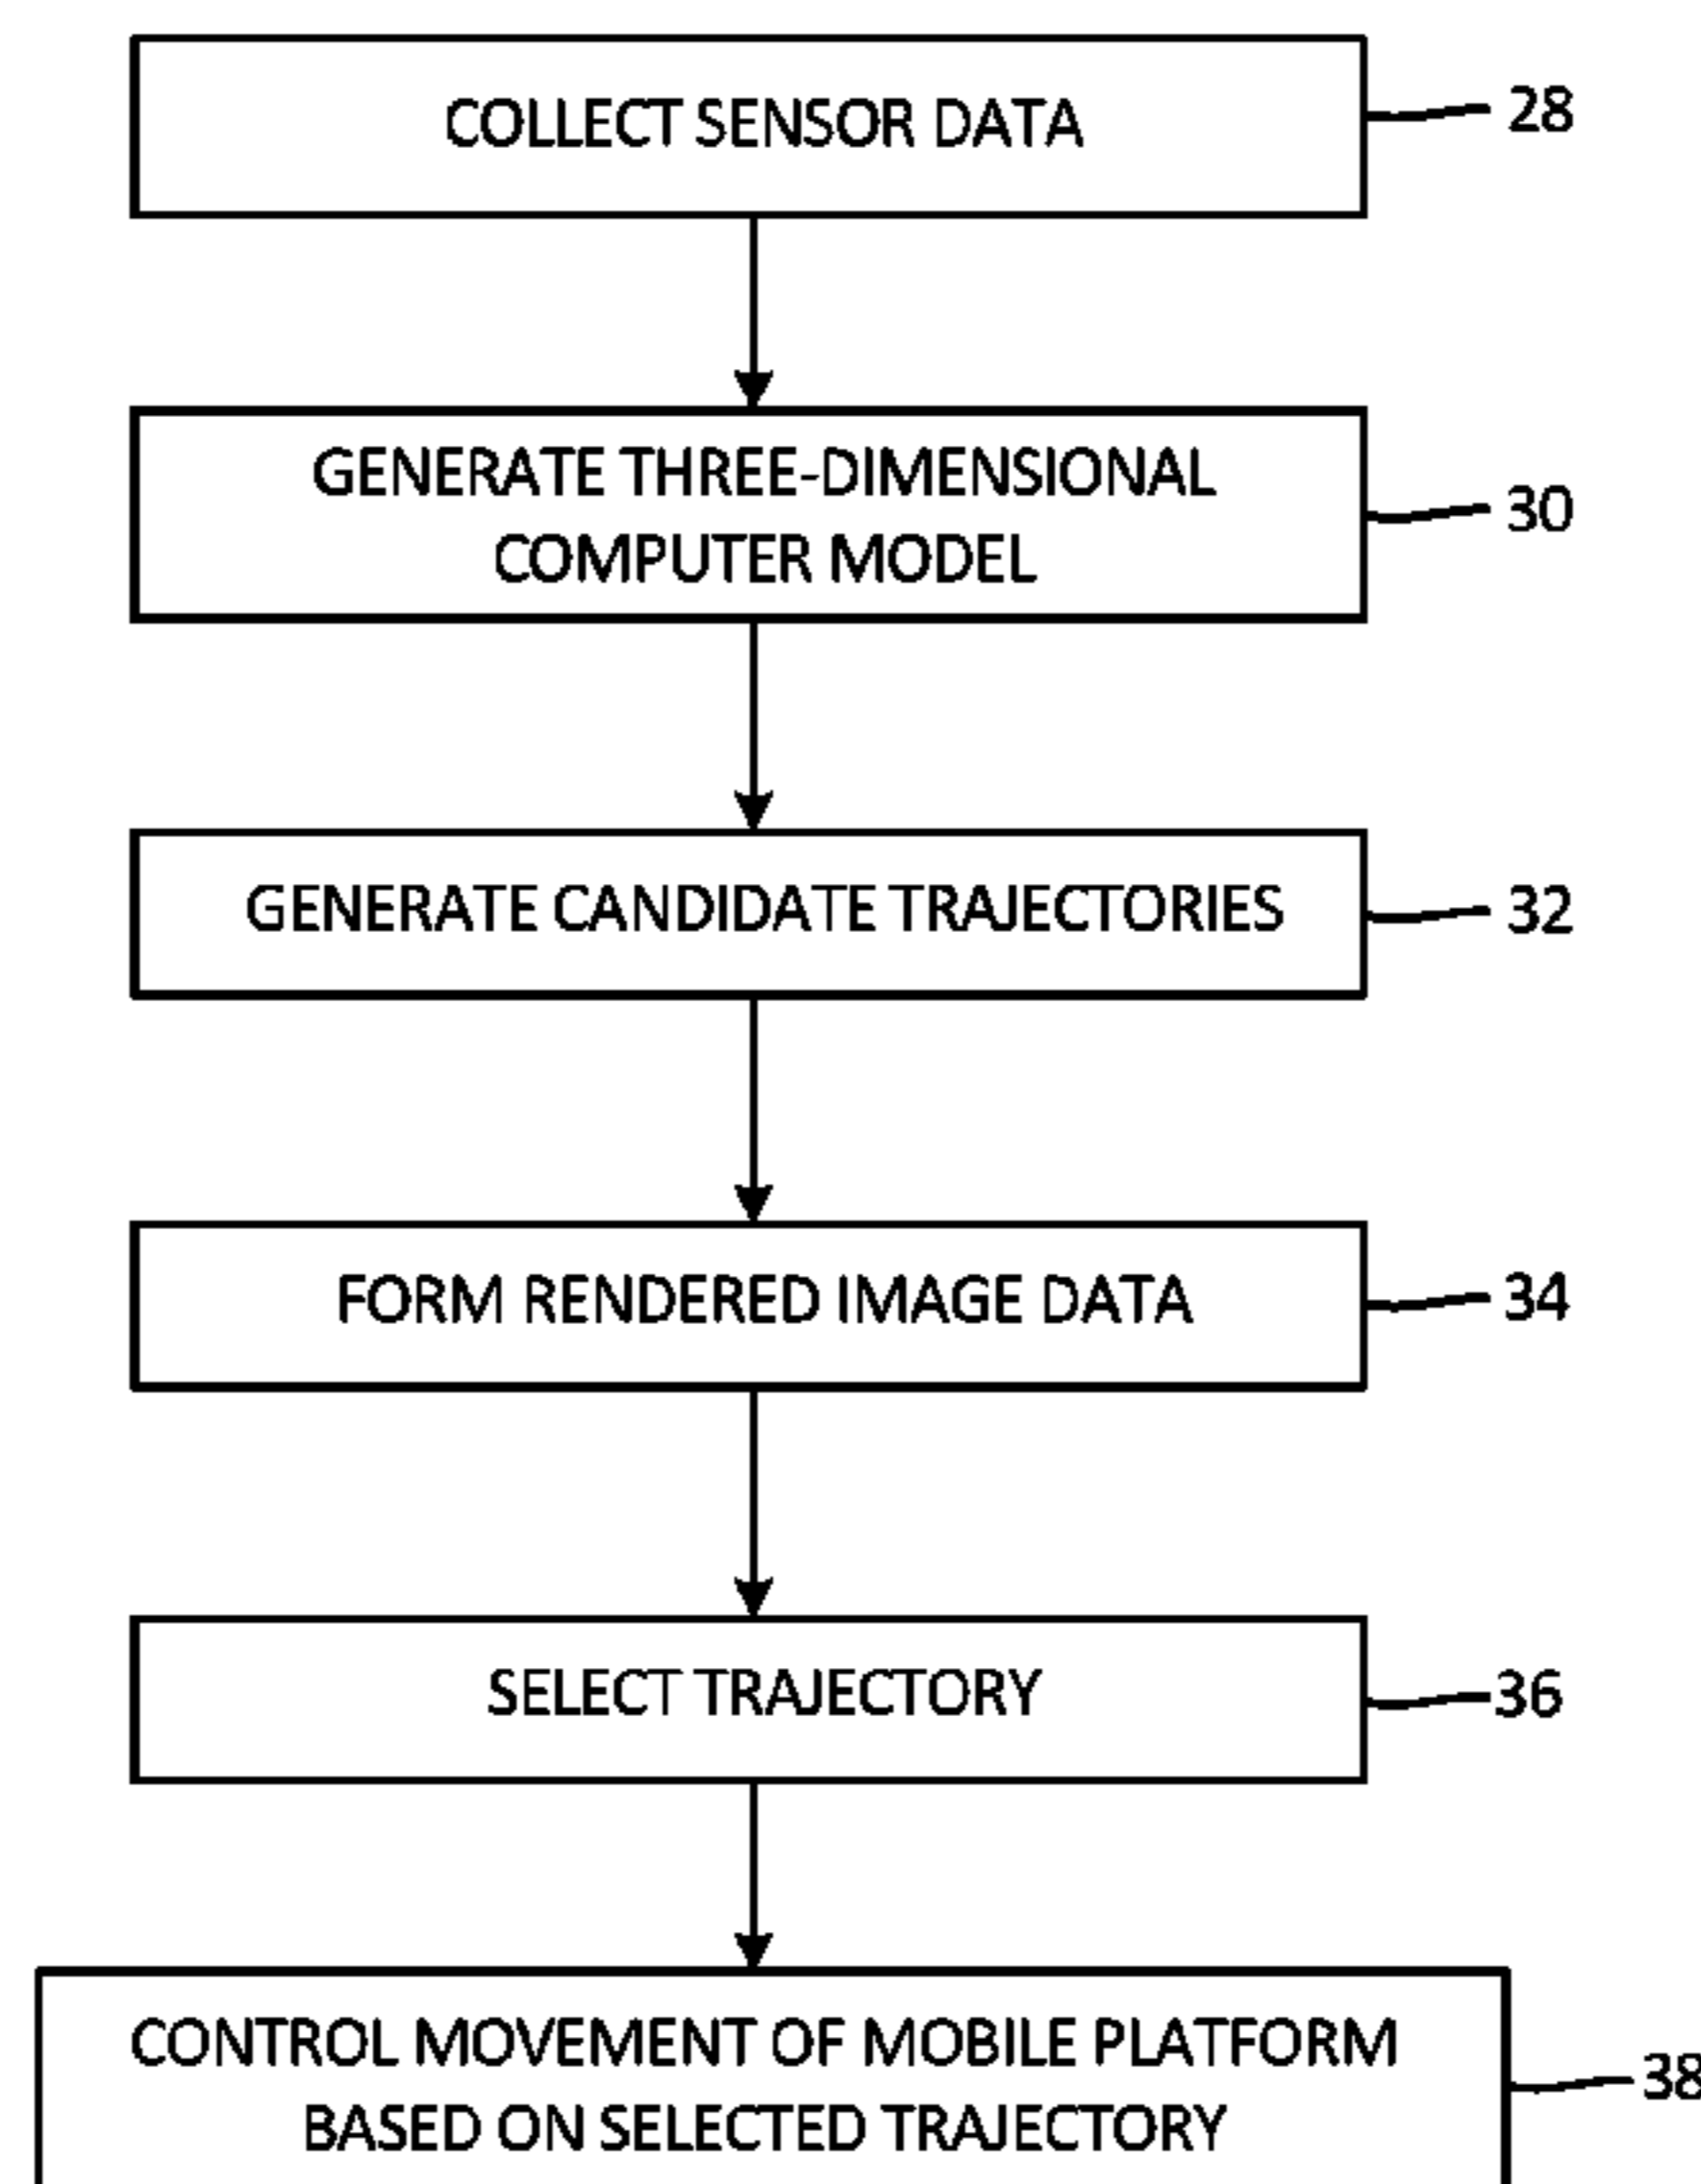 COLLECT SENSOR DATA
28
GENERATE THREE-DIMENSIONAL
COMPUTER MODEL
30
GENERATE CANDIDATE TRAJECTORIES
32
FORM RENDERED IMAGE DATA
34
SELECT TRAJECTORY
36
CONTROL MOVEMENT OF MOBILE PLATFORM
BASED ON SELECTED TRAJECTORY
38